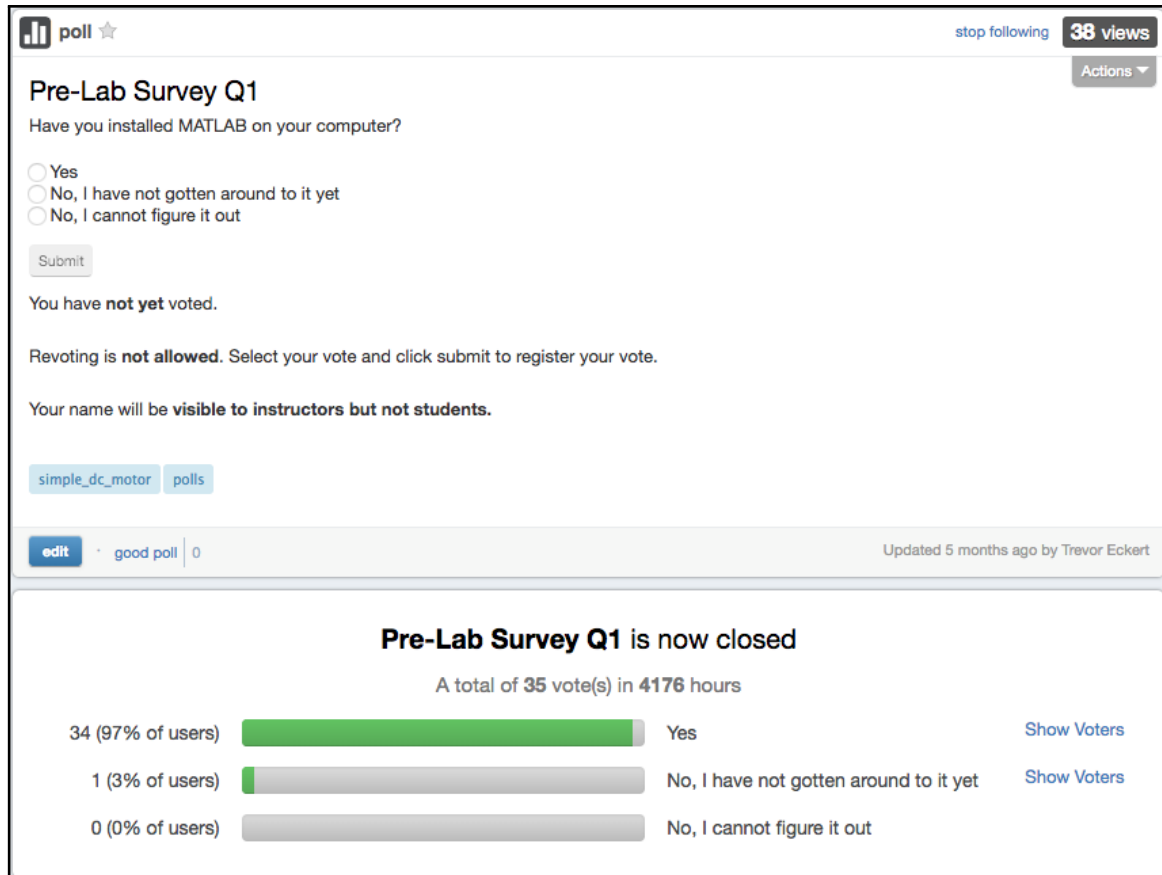 poll
stop following
38 views
Actions
Pre-Lab Survey Q1
Have you installed MATLAB on your computer?
Yes
No, I have not gotten around to it yet
No, I cannot figure it out
Submit
You have not yet voted.
Revoting is not allowed. Select your vote and click submit to register your vote.
Your name will be visible to instructors but not students.
simple_dc_motor polls
edit · good poll 0
Updated 5 months ago by Trevor Eckert
Pre-Lab Survey Q1 is now closed
A total of 35 vote(s) in 4176 hours
34 (97% of users) Yes Show Voters
1 (3% of users) No, I have not gotten around to it yet Show Voters
0 (0% of users) No, I cannot figure it out